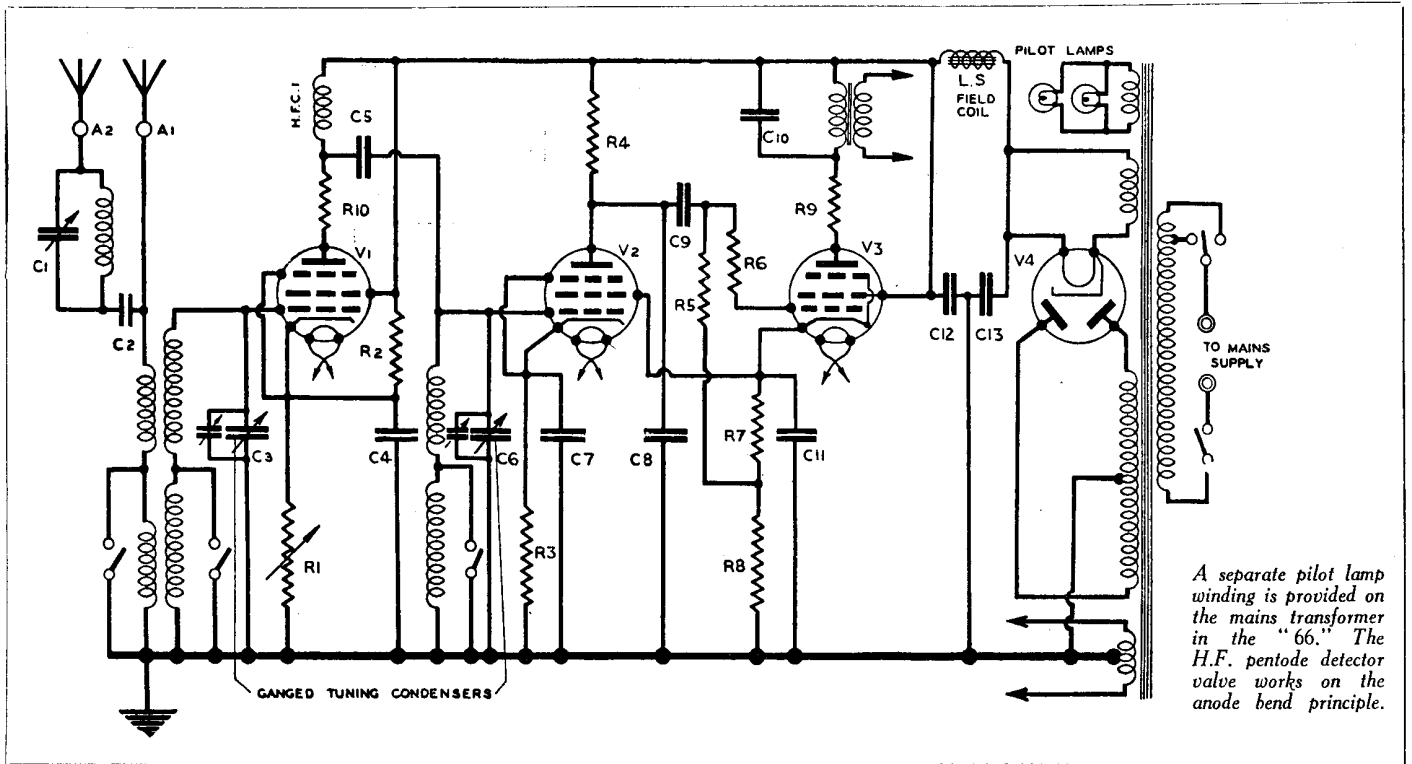 PILOT LAMPS
L.S
FIELD
COIL
A2
A1
H.F.C.1
C5
R4
C10
R10
R9
C1
V1
V2
C9
R6
V3
V4
C2
R2
R5
C12
C13
TO MAINS
SUPPLY
C3
C4
C6
C7
C8
R7
C11
R1
R3
R8
GANGED TUNING CONDENSERS
A separate pilot lamp
winding is provided on
the mains transformer
in the "66." The
H.F. pentode detector
valve works on the
anode bend principle.